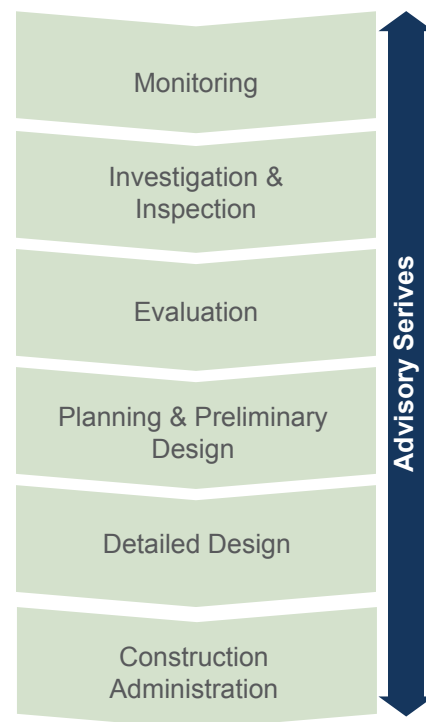 Monitoring
Investigation &
Inspection
Evaluation
Planning & Preliminary
Design
Detailed Design
Construction
Administration
Advisory Serives